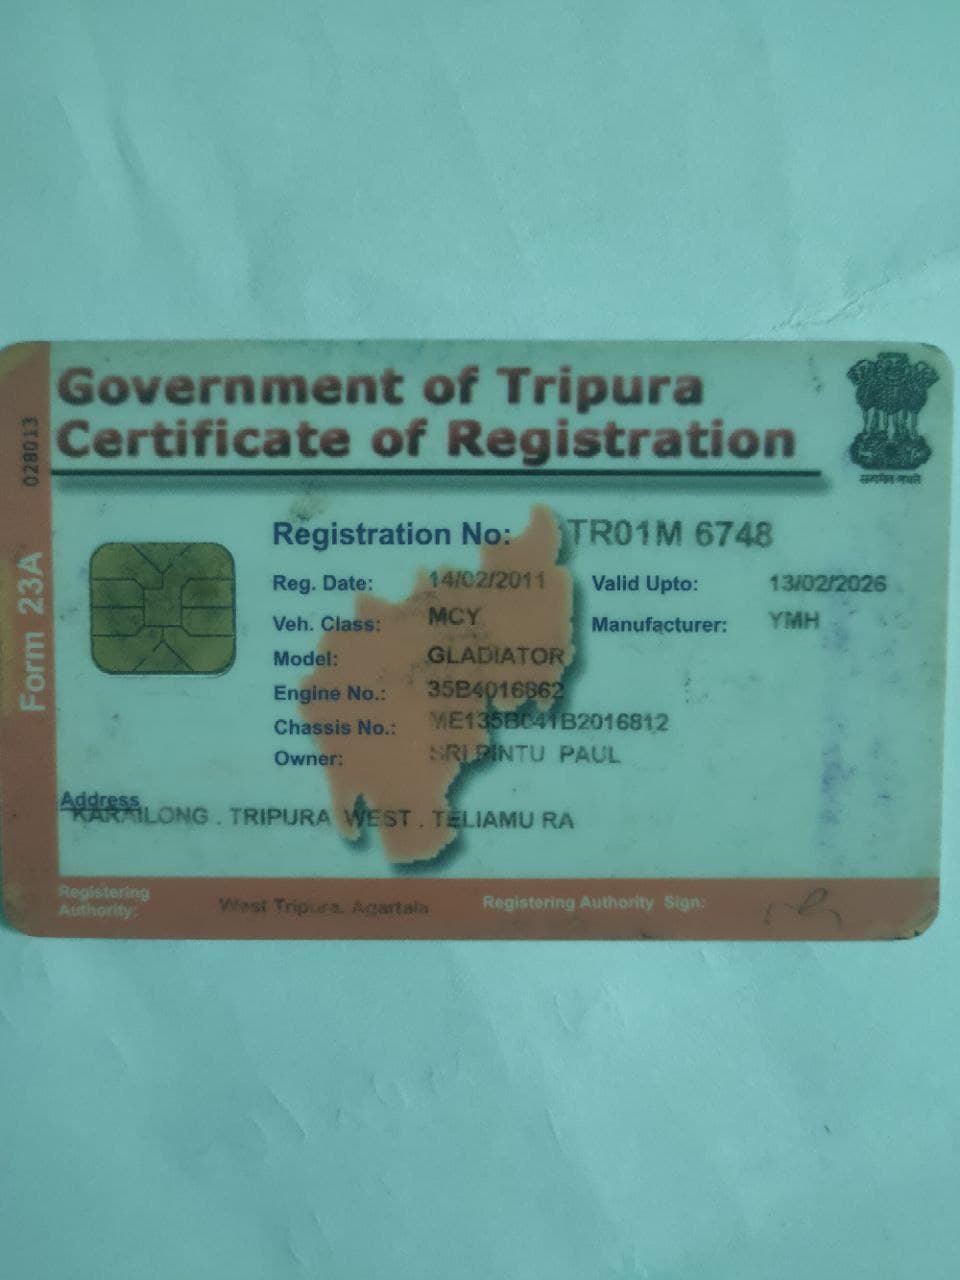 Government of Tripura
Certificate of Registration
सत्यमेव जयते
028013
Form 23A
Registration No: TR01M 6748
Reg. Date: 14/02/2011 Valid Upto: 13/02/2026
Veh. Class: MCY Manufacturer: YMH
Model: GLADIATOR
Engine No.: 35B4016862
Chassis No.: ME135B041B2016812
Owner: SRI PINTU PAUL
Address
KARAILONG . TRIPURA WEST . TELIAMU RA
Registering Authority: West Tripura, Agartala Registering Authority Sign: